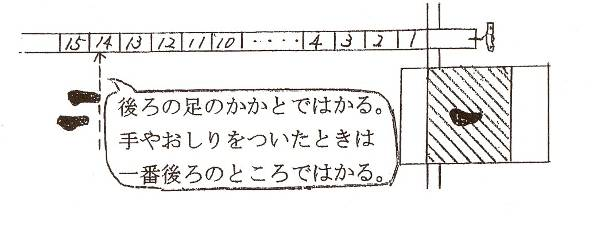 15 14 13 12 11 10 ‥‥‥ 4 3 2 1
後ろの足のかかとではかる。
手やおしりをついたときは
一番後ろのところではかる。